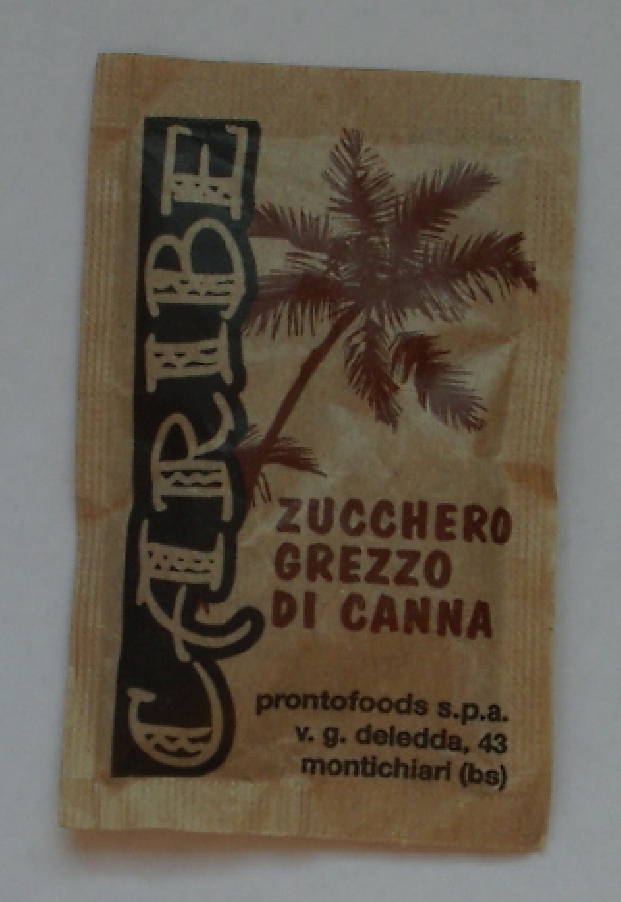 CARIBE
ZUCCHERO
GREZZO
DI CANNA
prontofoods s.p.a.
v. g. deledda, 43
montichiari (bs)